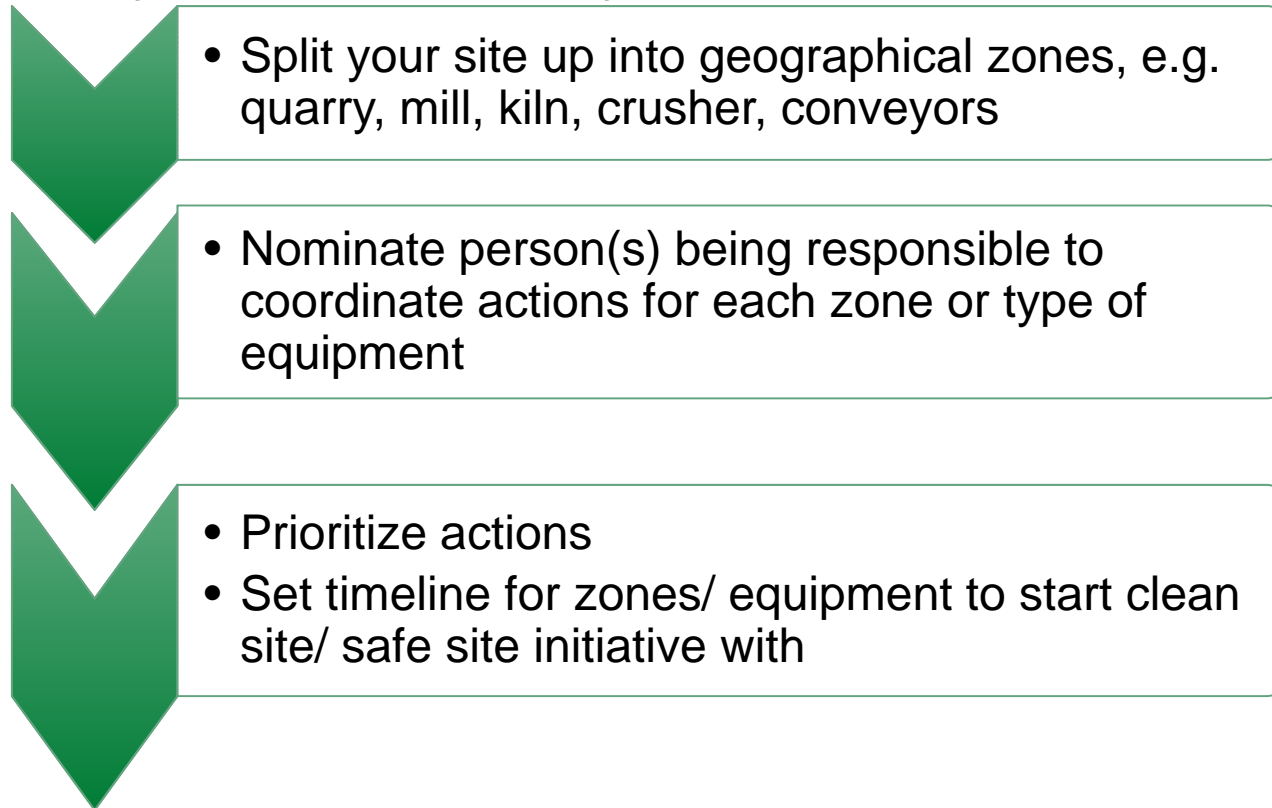 • Split your site up into geographical zones, e.g.
quarry, mill, kiln, crusher, conveyors
• Nominate person(s) being responsible to
coordinate actions for each zone or type of
equipment
• Prioritize actions
• Set timeline for zones/ equipment to start clean
site/ safe site initiative with